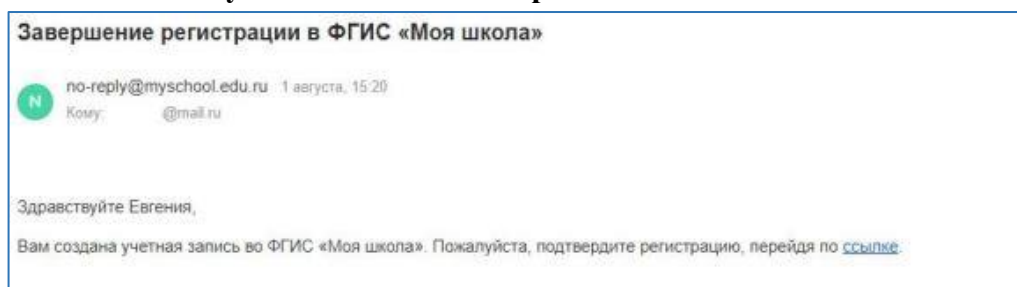 Завершение регистрации в ФГИС «Моя школа»
N
no-reply@myschool.edu.ru 1 августа, 15:20
Кому: @mail.ru
Здравствуйте Евгения,
Вам создана учетная запись во ФГИС «Моя школа». Пожалуйста, подтвердите регистрацию, перейдя по ссылке.